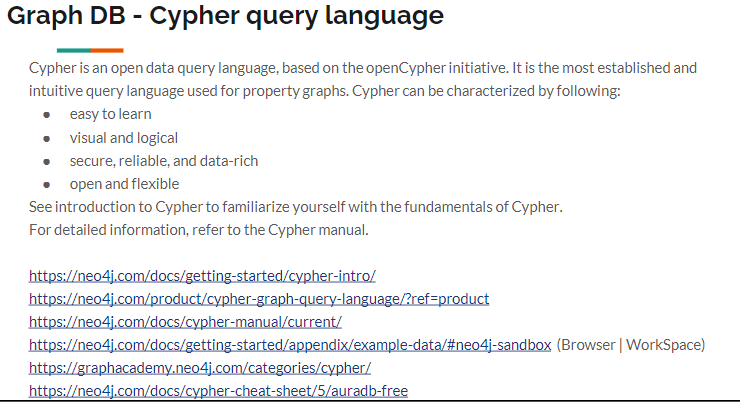 Graph DB - Cypher query language
Cypher is an open data query language, based on the openCypher initiative. It is the most established and
intuitive query language used for property graphs. Cypher can be characterized by following:
● easy to learn
● visual and logical
● secure, reliable, and data-rich
● open and flexible
See introduction to Cypher to familiarize yourself with the fundamentals of Cypher.
For detailed information, refer to the Cypher manual.
https://neo4j.com/docs/getting-started/cypher-intro/
https://neo4j.com/product/cypher-graph-query-language/?ref=product
https://neo4j.com/docs/cypher-manual/current/
https://neo4j.com/docs/getting-started/appendix/example-data/#neo4j-sandbox (Browser | WorkSpace)
https://graphacademy.neo4j.com/categories/cypher/
https://neo4j.com/docs/cypher-cheat-sheet/5/auradb-free